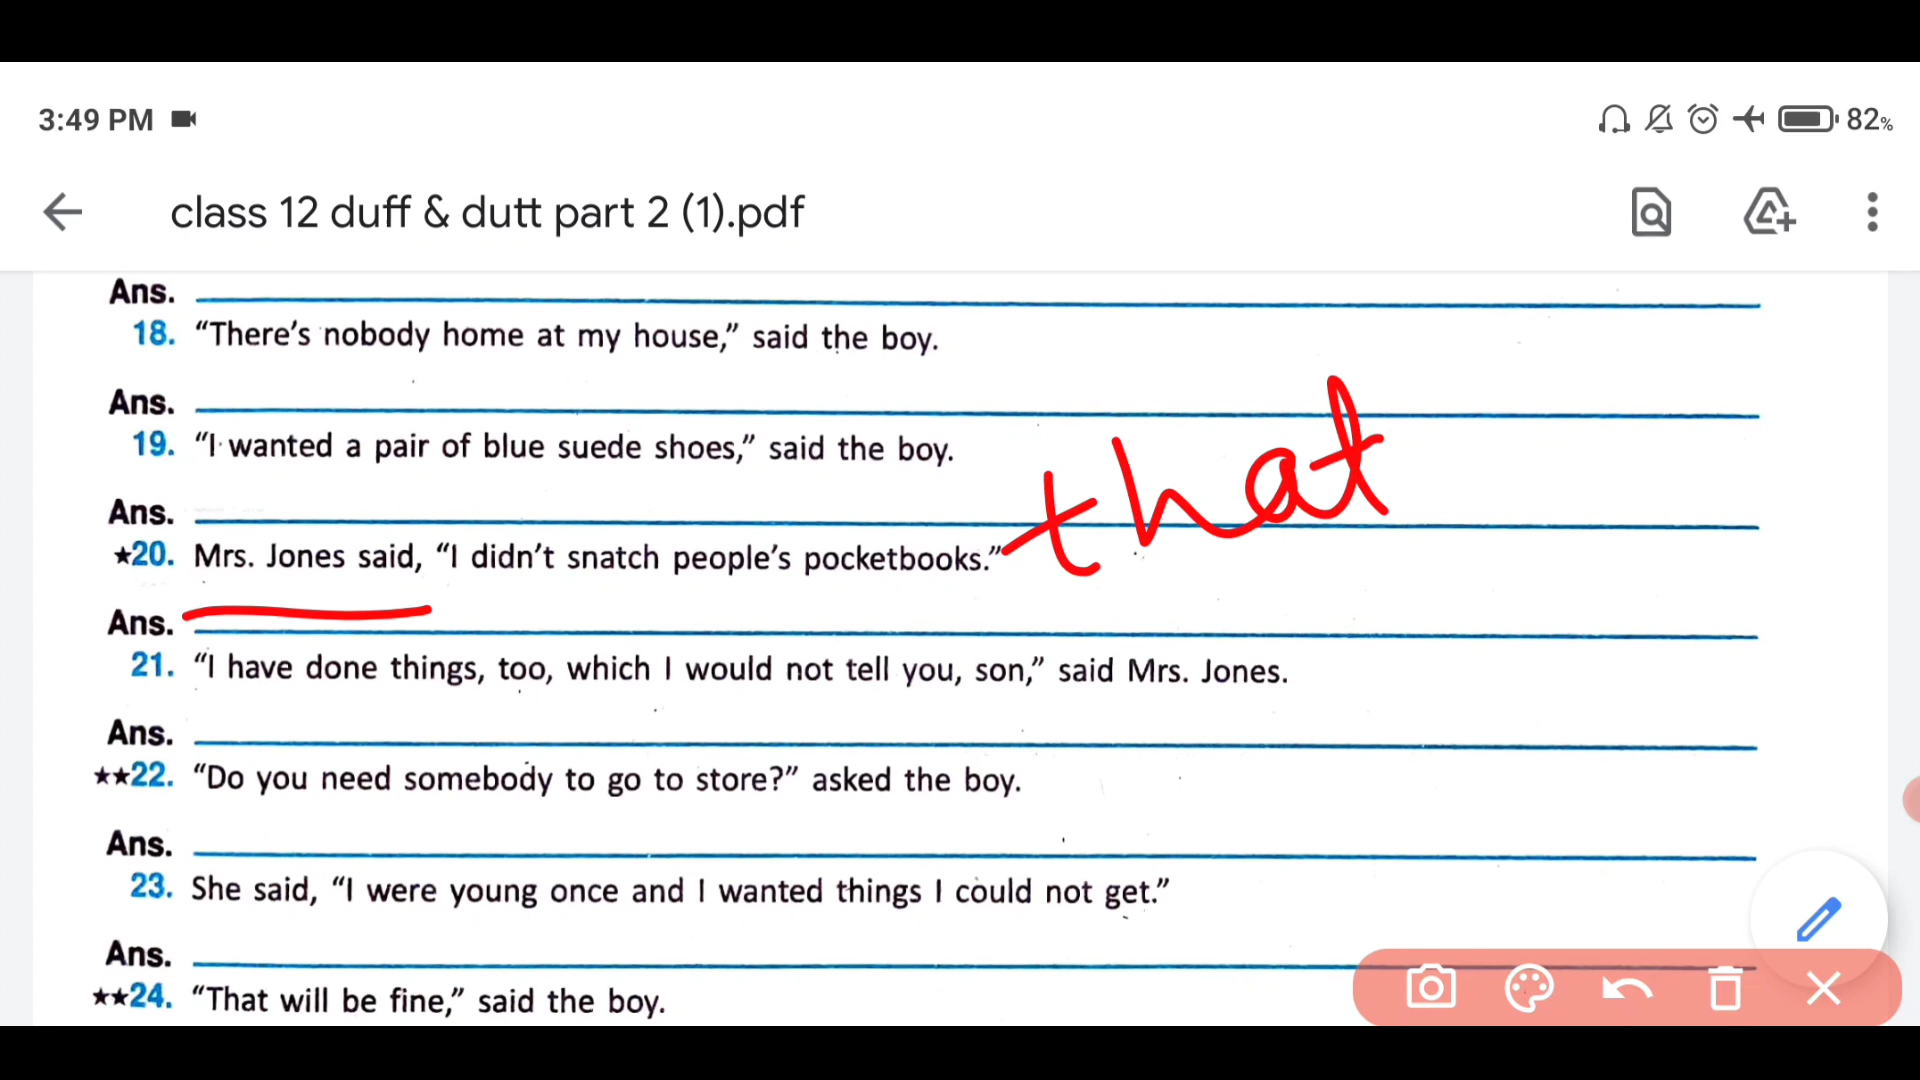 3:49 PM 82%
class 12 duff & dutt part 2 (1).pdf
Ans.
18. “There’s nobody home at my house,” said the boy.
Ans.
19. “I wanted a pair of blue suede shoes,” said the boy.
that
Ans.
★20. Mrs. Jones said, “I didn’t snatch people’s pocketbooks.”
Ans.
21. “I have done things, too, which I would not tell you, son,” said Mrs. Jones.
Ans.
★★22. “Do you need somebody to go to store?” asked the boy.
Ans.
23. She said, “I were young once and I wanted things I could not get.”
Ans.
★★24. “That will be fine,” said the boy.